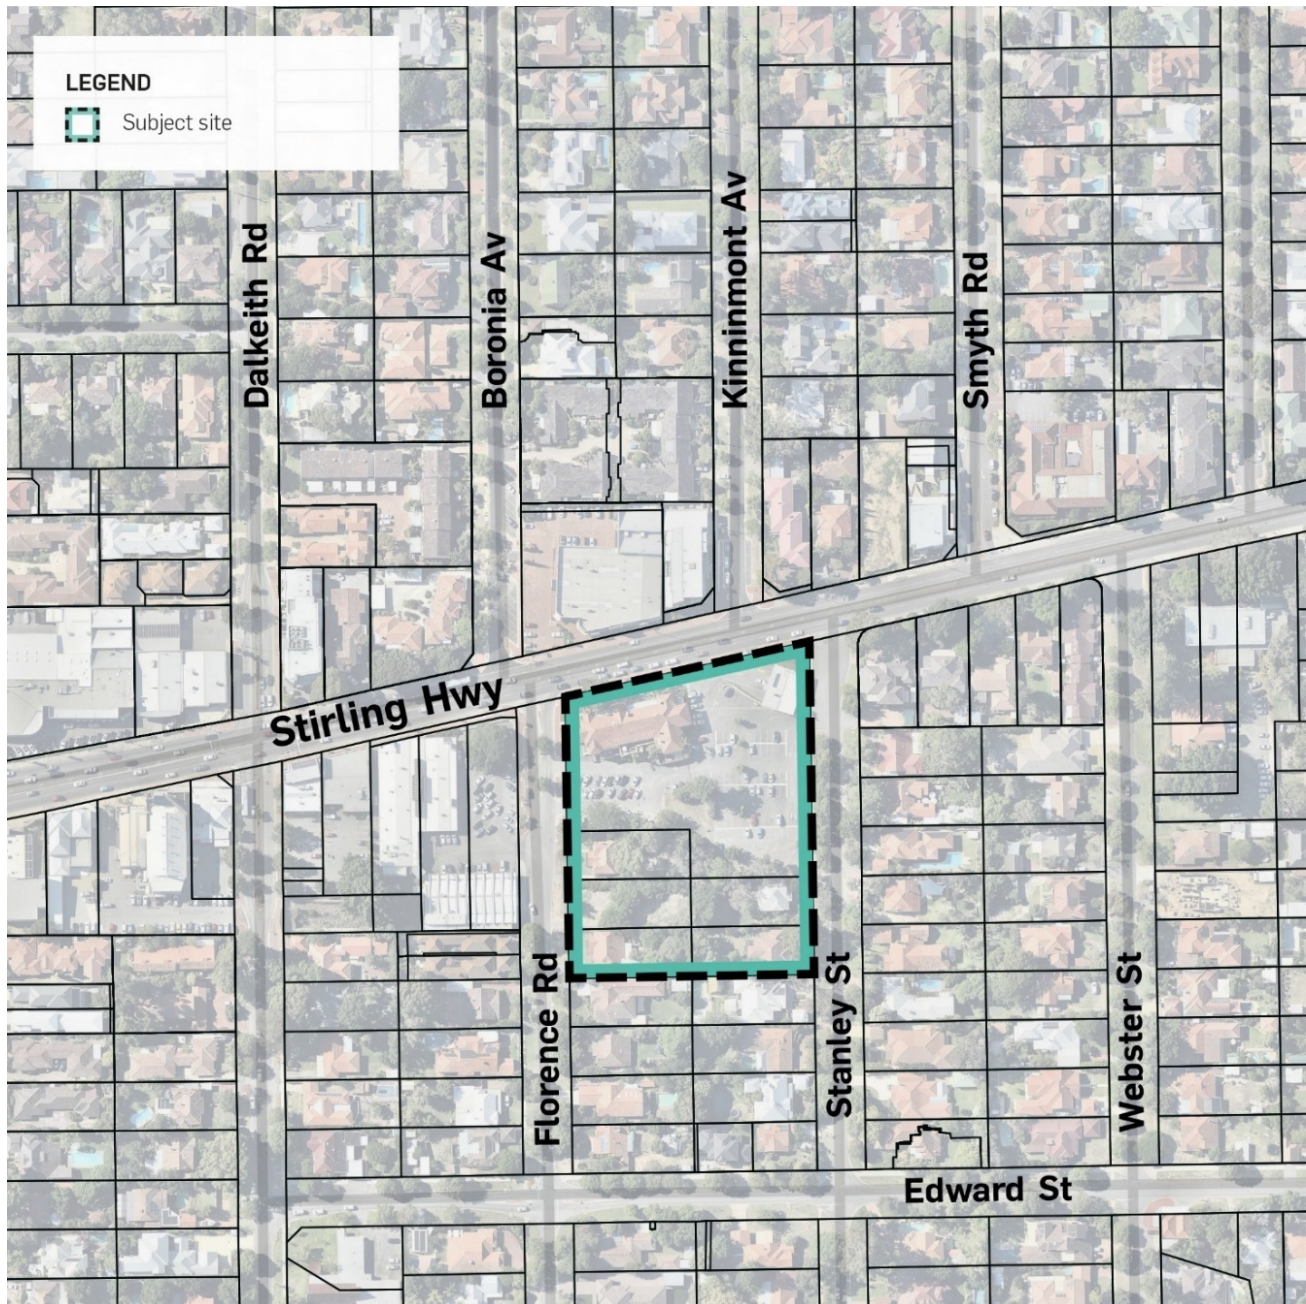 LEGEND
Subject site
Dalkeith Rd
Boronia Av
Kinninmont Av
Smyth Rd
Stirling Hwy
Florence Rd
Stanley St
Webster St
Edward St